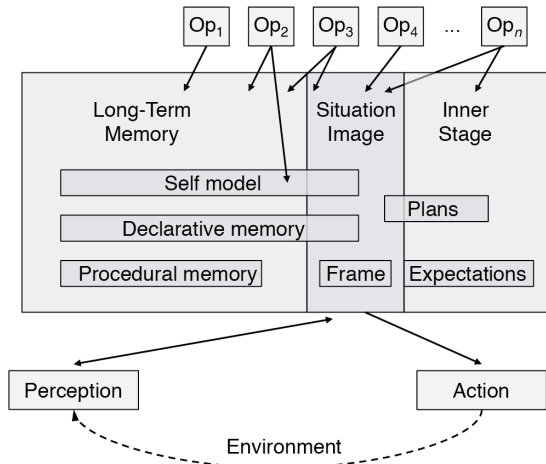 Op1 Op2 Op3 Op4 ... Opn
Long-Term
Memory
Situation
Image
Inner
Stage
Self model
Plans
Declarative memory
Procedural memory
Frame
Expectations
Perception
Action
Environment